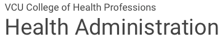 VCU College of Health Professions
Health Administration